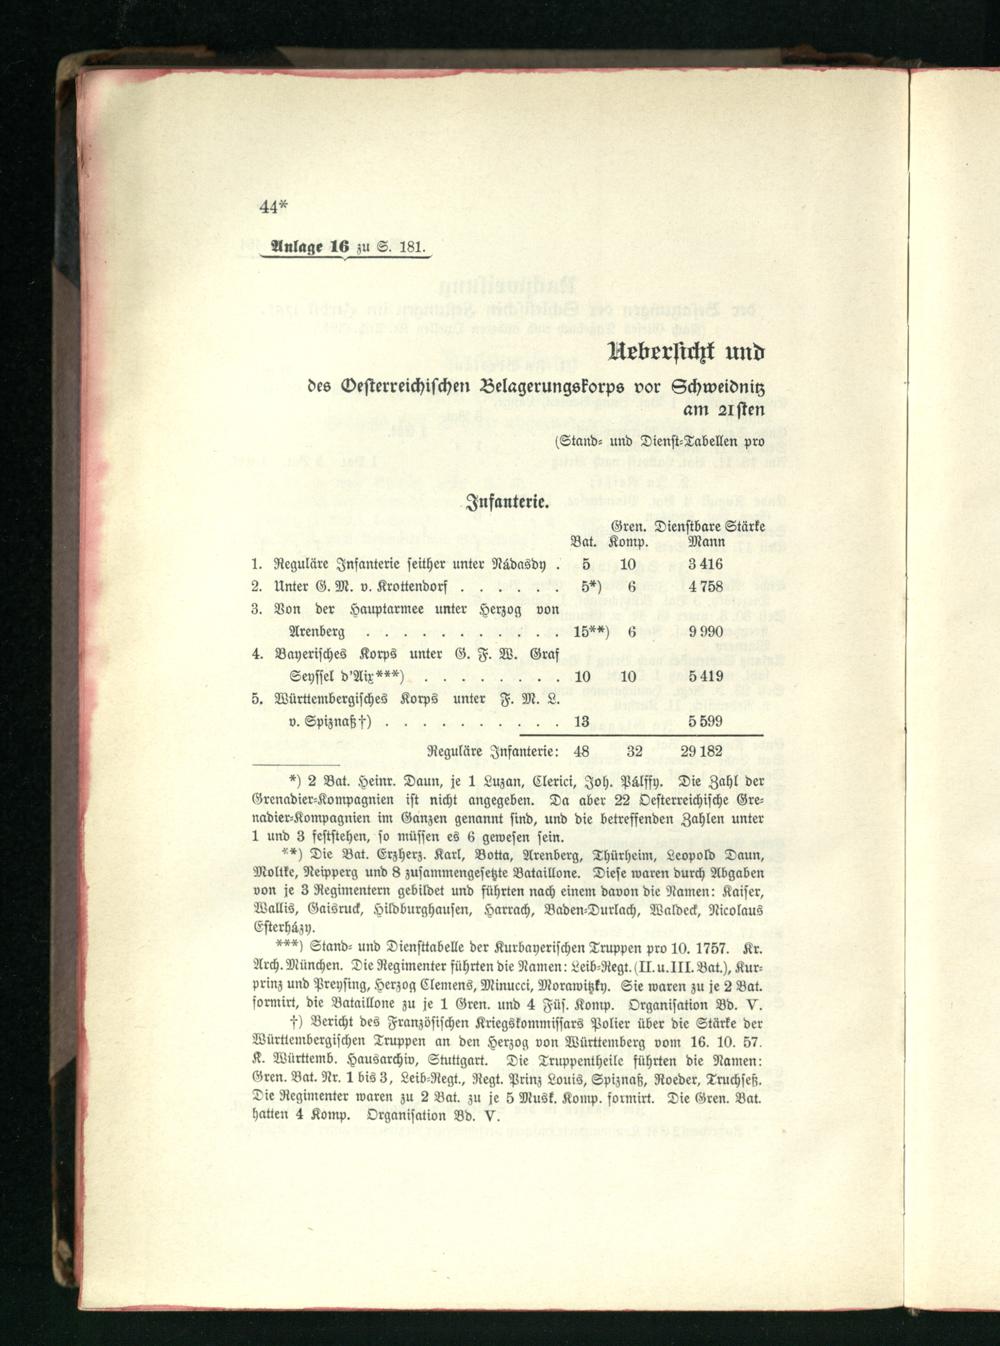 44*
Anlage 16 zu S. 181.
Uebersicht und
des Oesterreichischen Belagerungskorps vor Schweidnitz
am 21sten
(Stand- und Dienst-Tabellen pro
Infanterie.
Gren. Dienstbare Stärke
Bat. Komp. Mann
1. Reguläre Infanterie seither unter Nádasdy . 5 10 3 416
2. Unter G. M. v. Krottendorf . . . . . . 5*) 6 4 758
3. Von der Hauptarmee unter Herzog von
Arenberg . . . . . . . . . . . 15**) 6 9 990
4. Bayerisches Korps unter G. F. W. Graf
Seyssel d'Aix***) . . . . . . . . 10 10 5 419
5. Württembergisches Korps unter F. M. L.
v. Spiznaß†) . . . . . . . . . . 13 5 599
Reguläre Infanterie: 48 32 29 182
*) 2 Bat. Heinr. Daun, je 1 Luzan, Clerici, Joh. Pálffy. Die Zahl der
Grenadier-Kompagnien ist nicht angegeben. Da aber 22 Oesterreichische Gre-
nadier-Kompagnien im Ganzen genannt sind, und die betreffenden Zahlen unter
1 und 3 feststehen, so müssen es 6 gewesen sein.
**) Die Bat. Erzherz. Karl, Botta, Arenberg, Thürheim, Leopold Daun,
Moltke, Neipperg und 8 zusammengesetzte Bataillone. Diese waren durch Abgaben
von je 3 Regimentern gebildet und führten nach einem davon die Namen: Kaiser,
Wallis, Gaisruck, Hildburghausen, Harrach, Baden-Durlach, Waldeck, Nicolaus
Esterházy.
***) Stand- und Diensttabelle der Kurbayerischen Truppen pro 10. 1757. Kr.
Arch. München. Die Regimenter führten die Namen: Leib-Regt. (II. u. III. Bat.), Kur-
prinz und Preysing, Herzog Clemens, Minucci, Morawitzky. Sie waren zu je 2 Bat.
formirt, die Bataillone zu je 1 Gren. und 4 Füs. Komp. Organisation Bd. V.
†) Bericht des Französischen Kriegskommissars Polier über die Stärke der
Württembergischen Truppen an den Herzog von Württemberg vom 16. 10. 57.
K. Württemb. Hausarchiv, Stuttgart. Die Truppentheile führten die Namen:
Gren. Bat. Nr. 1 bis 3, Leib-Regt., Regt. Prinz Louis, Spiznaß, Roeder, Truchseß.
Die Regimenter waren zu 2 Bat. zu je 5 Musk. Komp. formirt. Die Gren. Bat.
hatten 4 Komp. Organisation Bd. V.